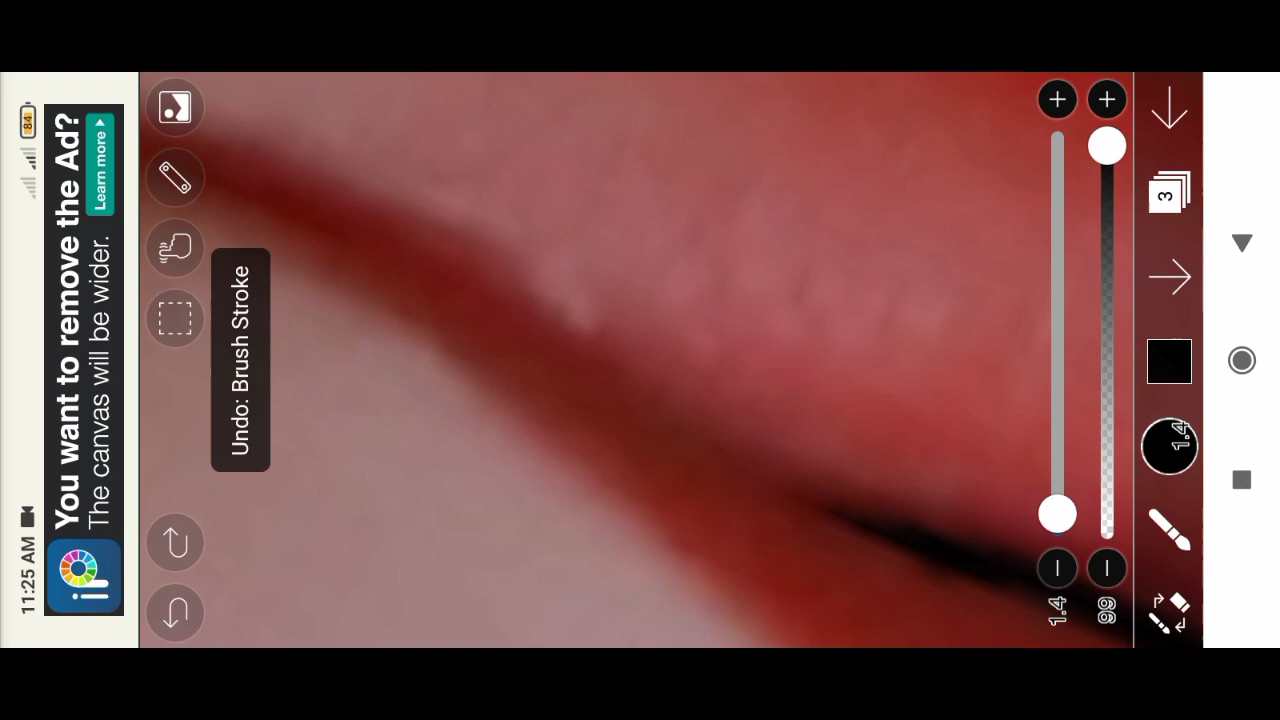 11:25 AM
84
You want to remove the Ad?
The canvas will be wider.
Learn more
iP
Undo: Brush Stroke
1.4
99
1.4
3